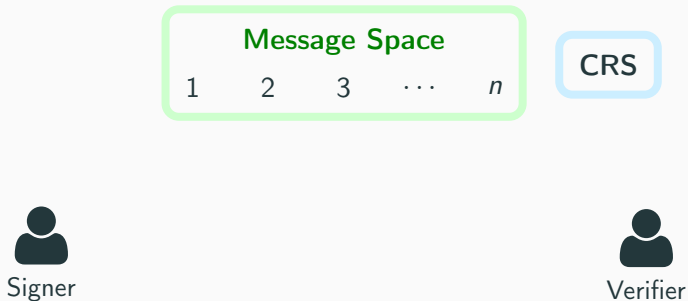 Message Space
CRS
1 2 3 ··· n
Signer
Verifier